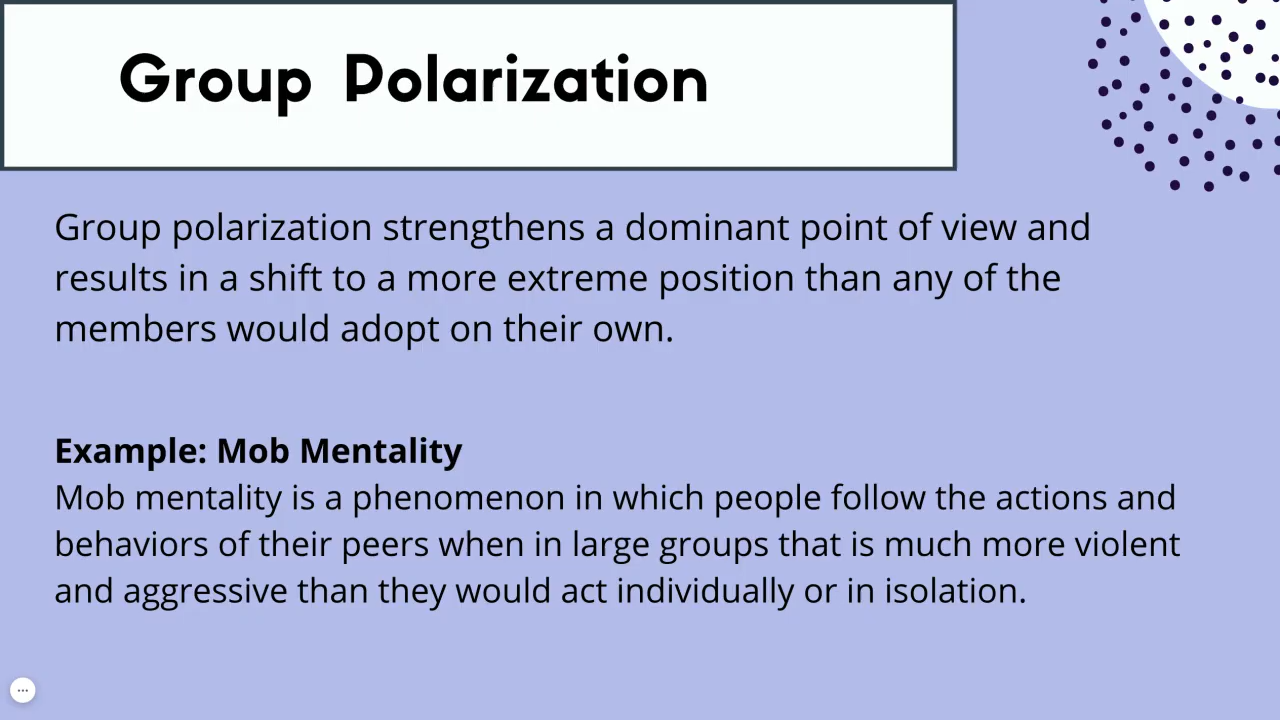 Group Polarization
Group polarization strengthens a dominant point of view and
results in a shift to a more extreme position than any of the
members would adopt on their own.
Example: Mob Mentality
Mob mentality is a phenomenon in which people follow the actions and
behaviors of their peers when in large groups that is much more violent
and aggressive than they would act individually or in isolation.